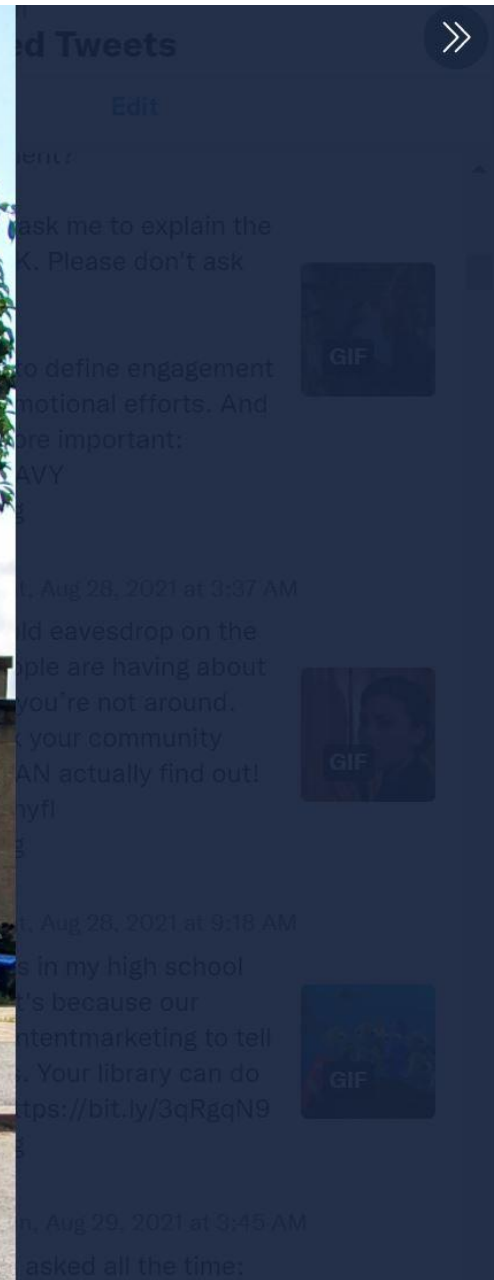 ed Tweets
Edit
ask me to explain the
K. Please don't ask
GIF
to define engagement
motional efforts. And
ore important:
AVY
g
t, Aug 28, 2021 at 3:37 AM
ld eavesdrop on the
ople are having about
you're not around.
k your community
AN actually find out!
GIF
nyfI
g
t, Aug 28, 2021 at 9:18 AM
s in my high school
t's because our
ntentmarketing to tell
s. Your library can do
ttps://bit.ly/3qRgqN9
GIF
g
n, Aug 29, 2021 at 3:45 AM
asked all the time: